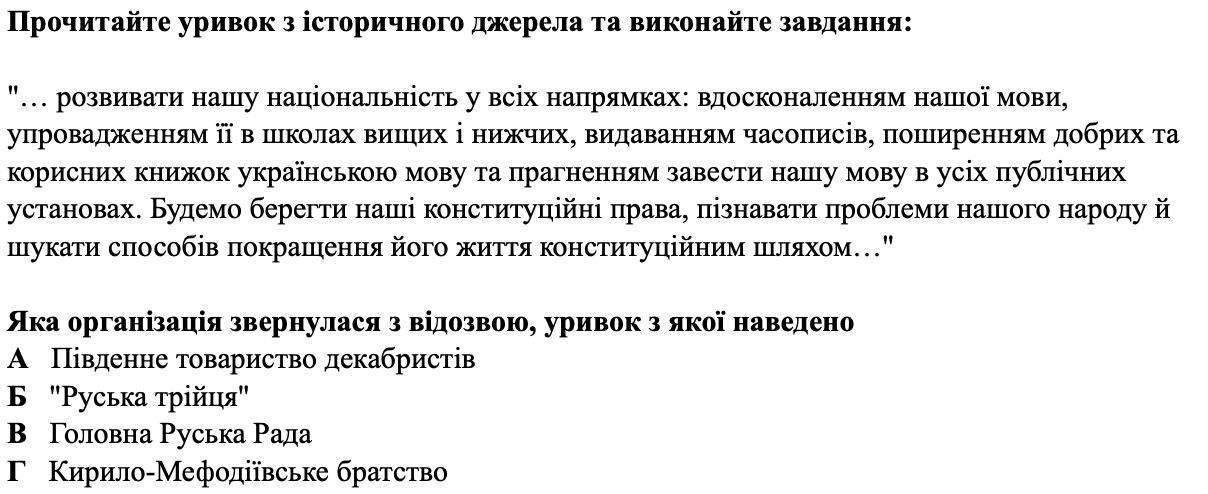 Прочитайте уривок з історичного джерела та виконайте завдання:
"… розвивати нашу національність у всіх напрямках: вдосконаленням нашої мови,
упровадженням її в школах вищих і нижчих, видаванням часописів, поширенням добрих та
корисних книжок українською мову та прагненням завести нашу мову в усіх публічних
установах. Будемо берегти наші конституційні права, пізнавати проблеми нашого народу й
шукати способів покращення його життя конституційним шляхом…"
Яка організація звернулася з відозвою, уривок з якої наведено
А Південне товариство декабристів
Б "Руська трійця"
В Головна Руська Рада
Г Кирило-Мефодіївське братство